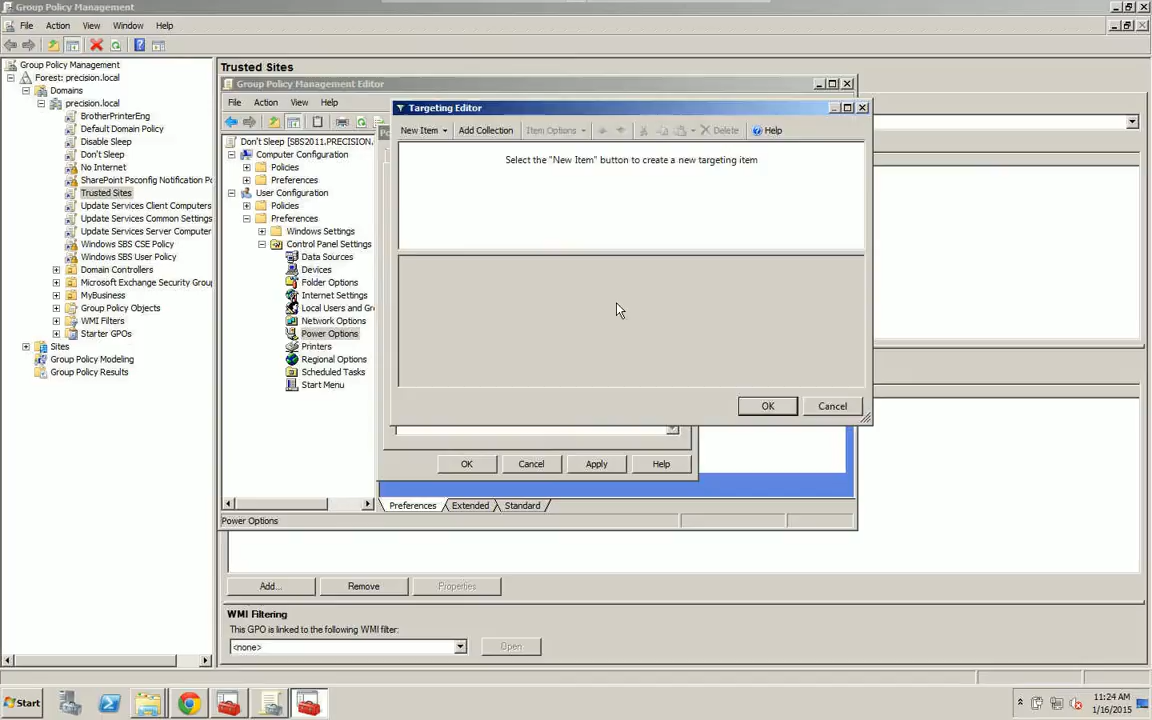 Group Policy Management
File Action View Window Help
Group Policy Management
Forest: precision.local
Domains
precision.local
BrotherPrinterEng
Default Domain Policy
Disable Sleep
Don't Sleep
No Internet
SharePoint Psconfig Notification Po
Trusted Sites
Update Services Client Computers
Update Services Common Settings
Update Services Server Computer
Windows SBS CSE Policy
Windows SBS User Policy
Domain Controllers
Microsoft Exchange Security Group
MyBusiness
Group Policy Objects
WMI Filters
Starter GPOs
Sites
Group Policy Modeling
Group Policy Results
Trusted Sites
Group Policy Management Editor
File Action View Help
Don't Sleep [SBS2011.PRECISION.
Computer Configuration
Policies
Preferences
User Configuration
Policies
Preferences
Windows Settings
Control Panel Settings
Data Sources
Devices
Folder Options
Internet Settings
Local Users and Gr
Network Options
Power Options
Printers
Regional Options
Scheduled Tasks
Start Menu
Targeting Editor
New Item Add Collection Item Options Delete Help
Select the "New Item" button to create a new targeting item
OK Cancel
OK Cancel Apply Help
Preferences Extended Standard
Power Options
Add... Remove Properties
WMI Filtering
This GPO is linked to the following WMI filter:
<none> Open
Start
11:24 AM
1/16/2015